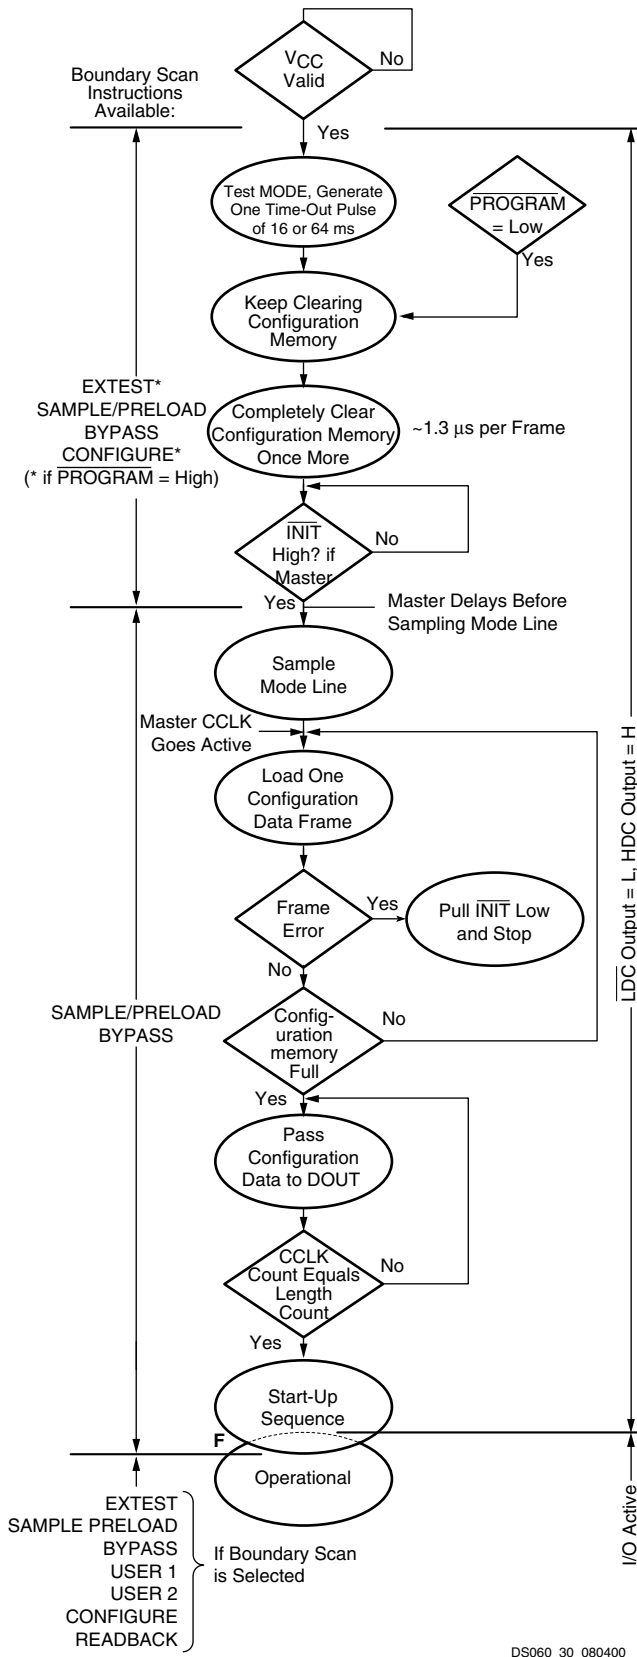 VCC
Valid
No
Boundary Scan
Instructions
Available:
Yes
Test MODE, Generate
One Time-Out Pulse
of 16 or 64 ms
PROGRAM
= Low
Yes
Keep Clearing
Configuration
Memory
EXTEST*
SAMPLE/PRELOAD
BYPASS
CONFIGURE*
(* if PROGRAM = High)
Completely Clear
Configuration Memory
Once More
~1.3 µs per Frame
INIT
High? if
Master
No
Yes
Master Delays Before
Sampling Mode Line
Sample
Mode Line
Master CCLK
Goes Active
Load One
Configuration
Data Frame
LDC Output = L, HDC Output = H
Frame
Error
Yes
Pull INIT Low
and Stop
No
SAMPLE/PRELOAD
BYPASS
Config-
uration
memory
Full
No
Yes
Pass
Configuration
Data to DOUT
CCLK
Count Equals
Length
Count
No
Yes
Start-Up
Sequence
F
Operational
I/O Active
EXTEST
SAMPLE PRELOAD
BYPASS
USER 1
USER 2
CONFIGURE
READBACK
If Boundary Scan
is Selected
DS060_30_080400